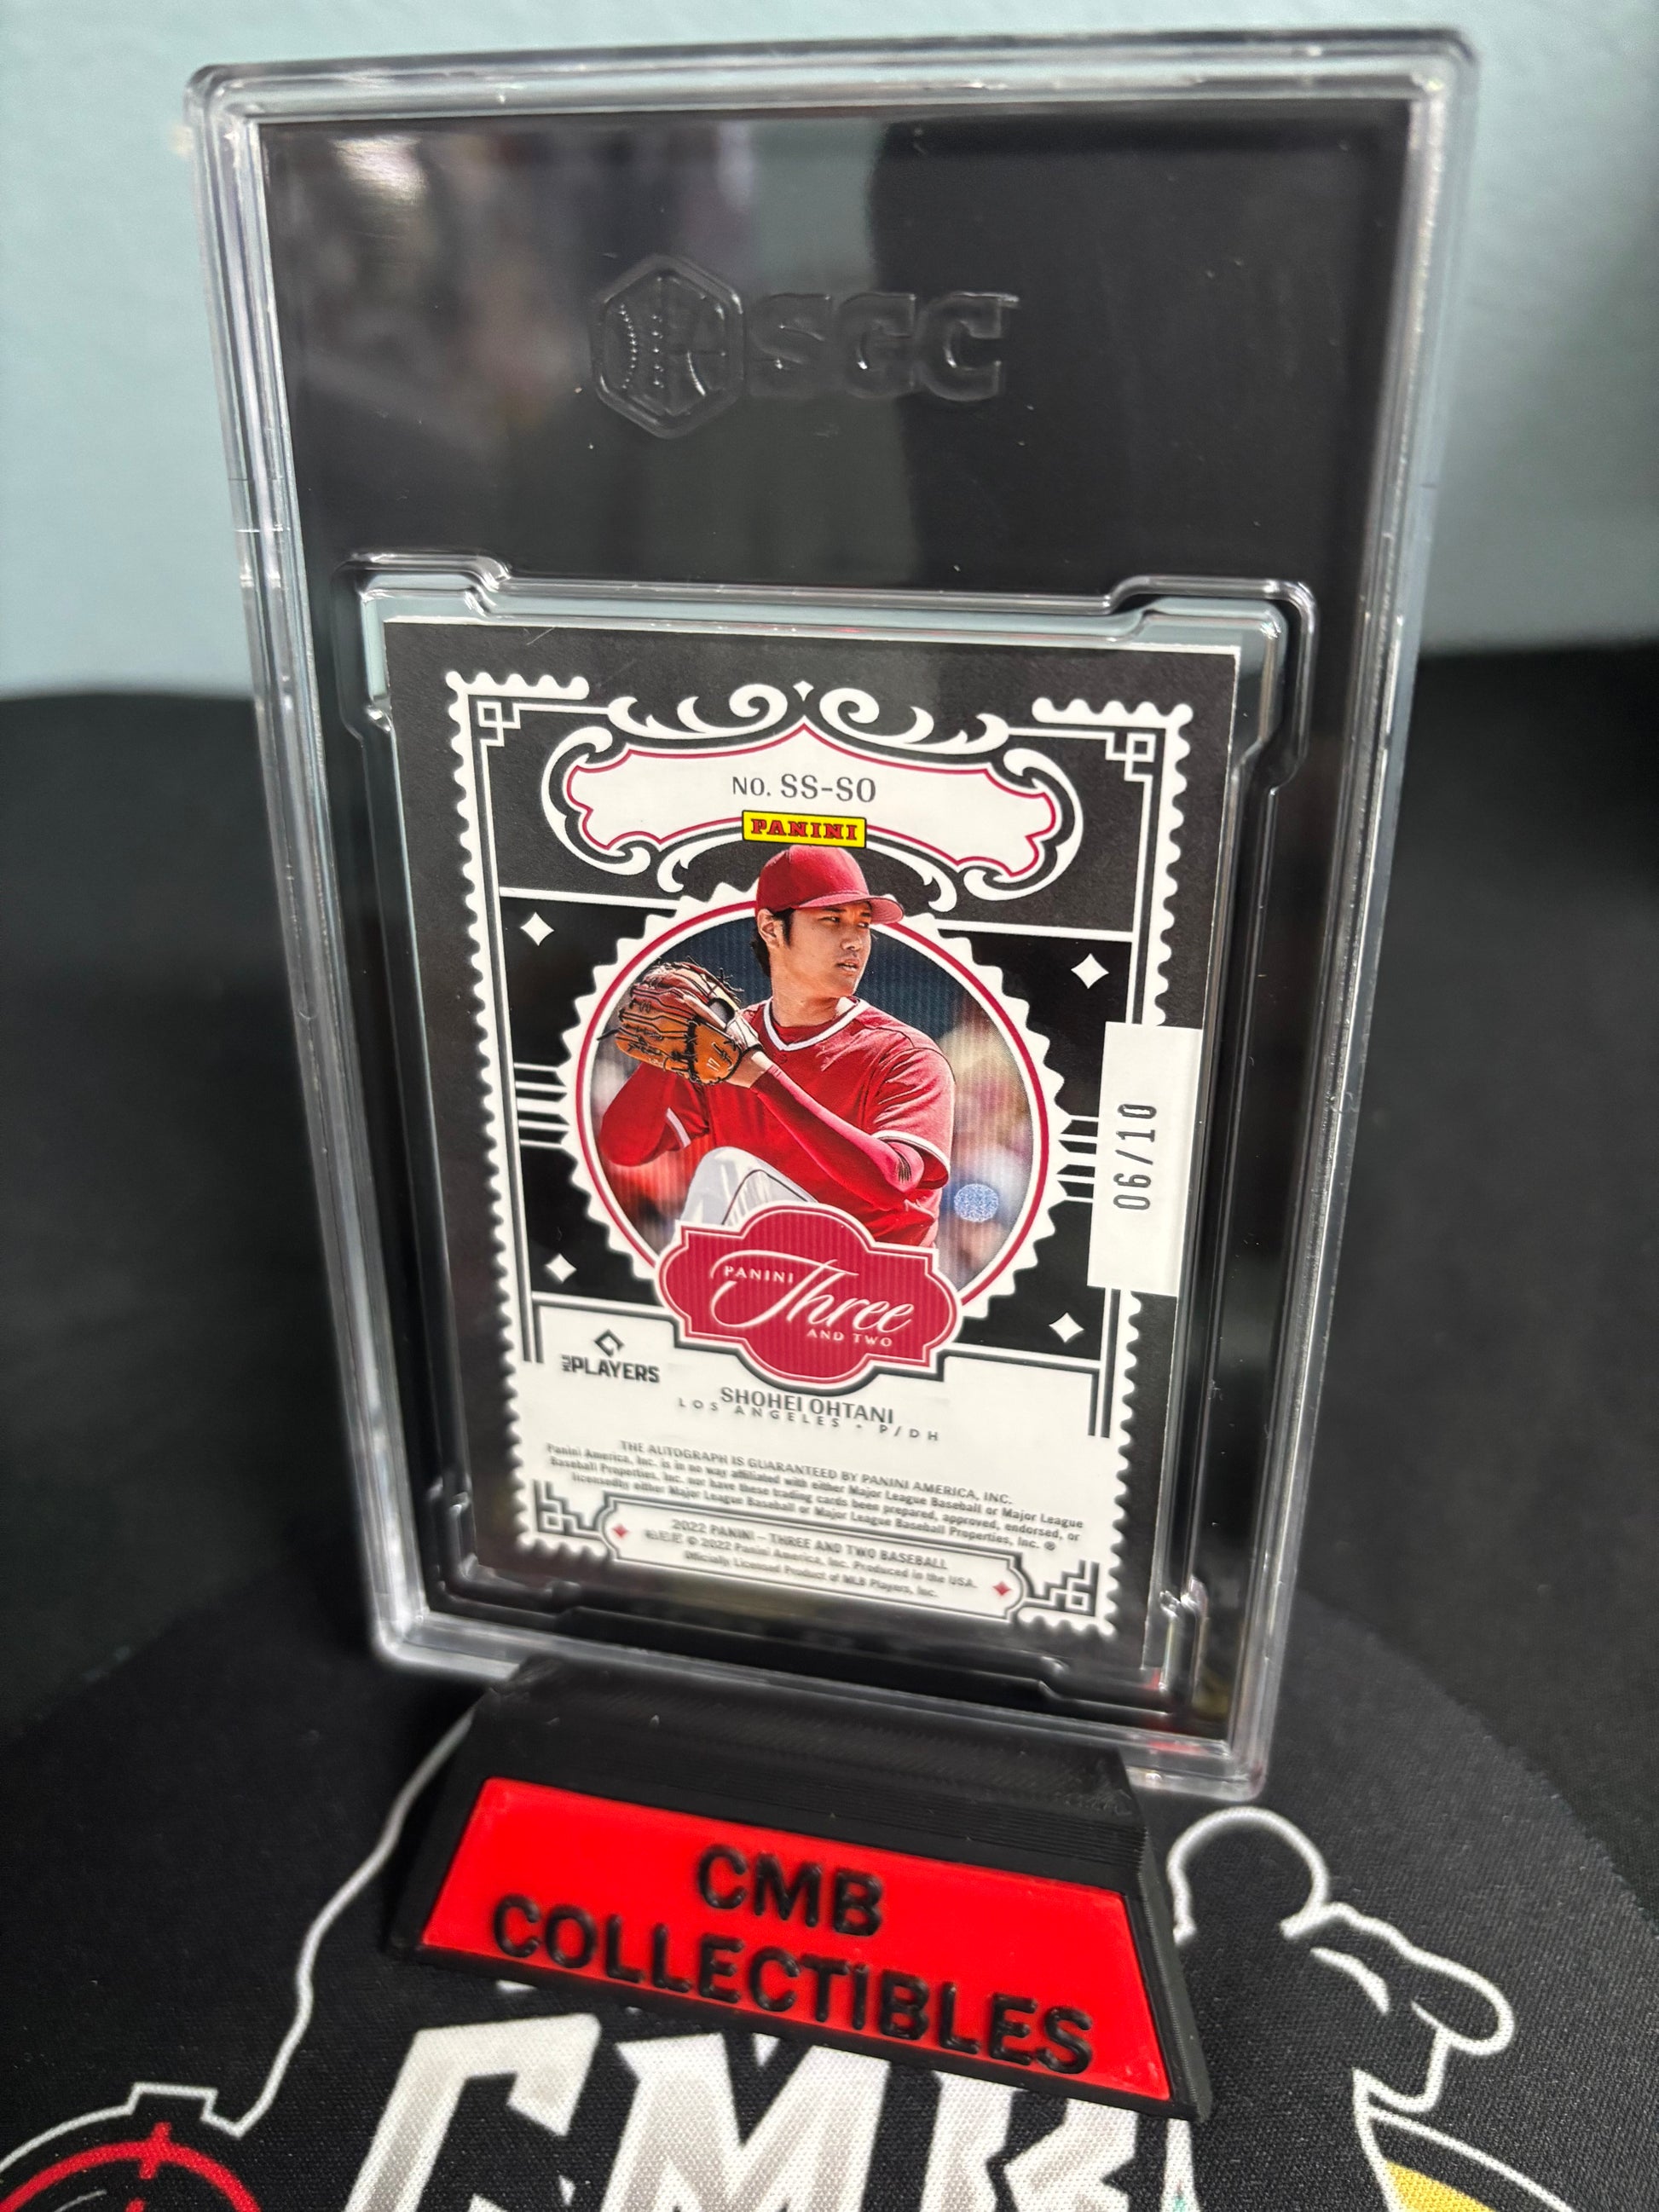 SGC
NO. SS-SO
PANINI
06/10
PANINI
Three
AND TWO
MLB PLAYERS
SHOHEI OHTANI
LOS ANGELES • P/DH
THE AUTOGRAPH IS GUARANTEED BY PANINI AMERICA, INC.
Panini America, Inc. is in no way affiliated with either Major League Baseball or Major League
Baseball Properties, Inc. nor have these trading cards been prepared, approved, endorsed, or
licensed by either Major League Baseball or Major League Baseball Properties, Inc. ®
2022 PANINI – THREE AND TWO BASEBALL
© 2022 Panini America, Inc. Produced in the USA.
Officially Licensed Product of MLB Players, Inc.
CMB
COLLECTIBLES
CMB